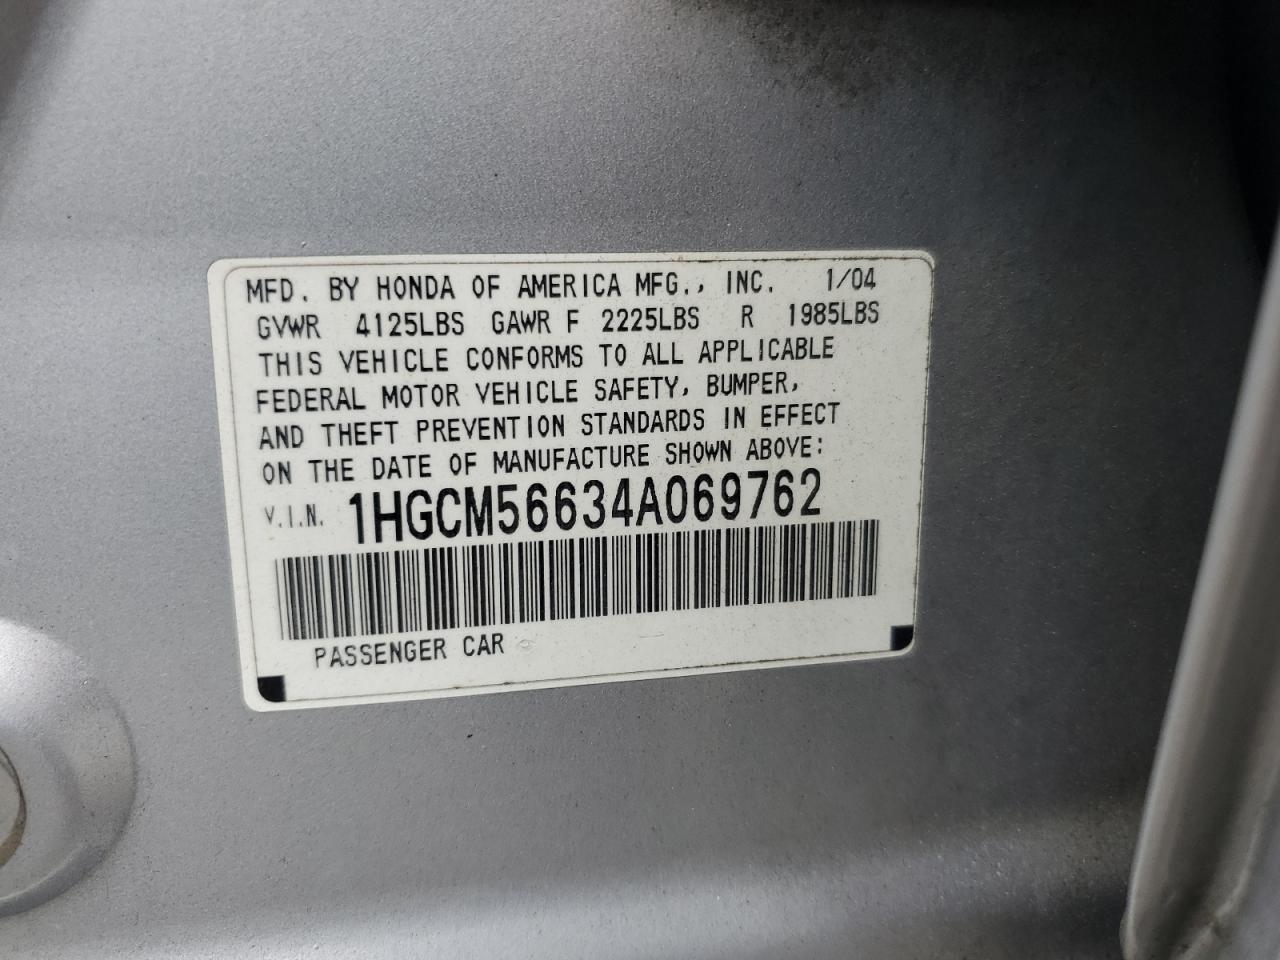 MFD. BY HONDA OF AMERICA MFG., INC. 1/04
GVWR 4125LBS GAWR F 2225LBS R 1985LBS
THIS VEHICLE CONFORMS TO ALL APPLICABLE
FEDERAL MOTOR VEHICLE SAFETY, BUMPER,
AND THEFT PREVENTION STANDARDS IN EFFECT
ON THE DATE OF MANUFACTURE SHOWN ABOVE:
V.I.N. 1HGCM56634A069762
PASSENGER CAR